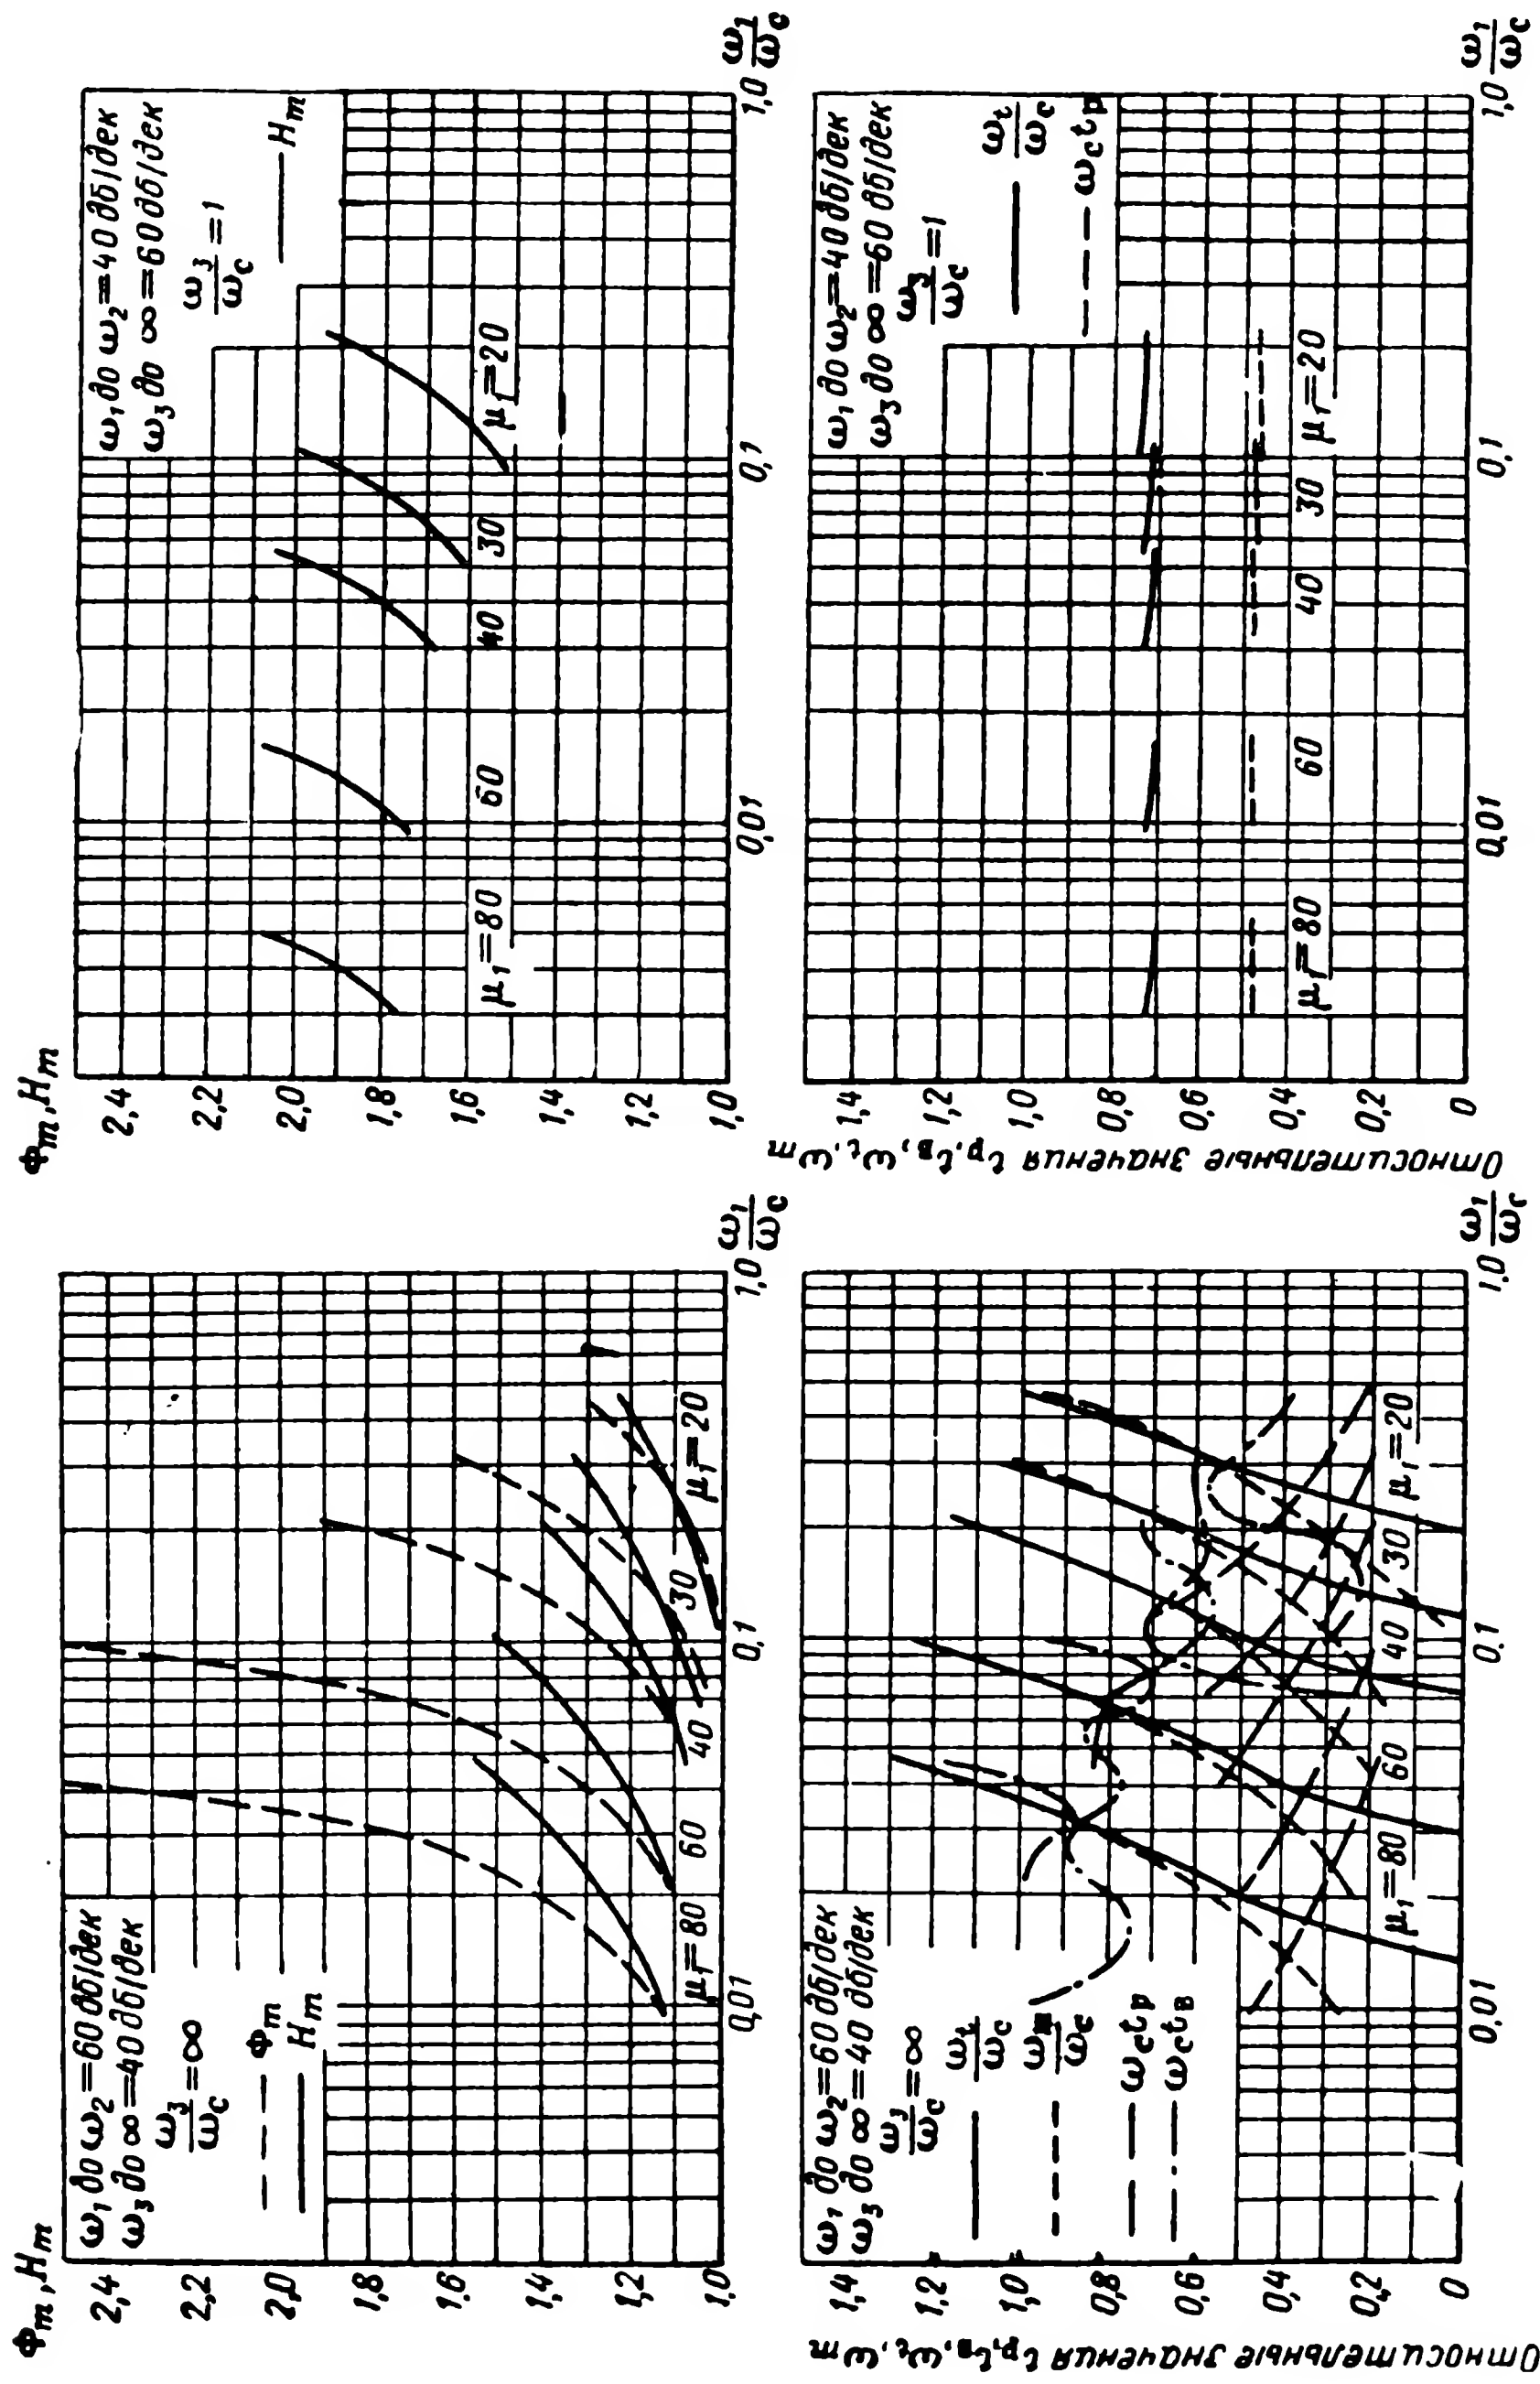 Φm, Hm
2,4
2,2
2,0
1,8
1,6
1,4
1,2
1,0
ω₁ до ω₂=60 дб/дек
ω₃ до ∞=40 дб/дек
ω₃/ωc=∞
Φm
Hm
μ₁=80
60
40
30
μ₁=20
0,01
0,1
1,0
ω₁/ωc
Φm, Hm
2,4
2,2
2,0
1,8
1,6
1,4
1,2
1,0
ω₁ до ω₂=40 дб/дек
ω₃ до ∞=60 дб/дек
ω₃/ωc=1
Hm
μ₁=80
60
40
30
μ₁=20
0,01
0,1
1,0
ω₁/ωc
Относительные значения tр, tв, ωt, ωm
1,4
1,2
1,0
0,8
0,6
0,4
0,2
0
ω₁ до ω₂=60 дб/дек
ω₃ до ∞=40 дб/дек
ω₃/ωc=∞
ωt/ωc
ωm/ωc
ωctр
ωctв
μ₁=80
60
40
30
μ₁=20
0,01
0,1
1,0
ω₁/ωc
Относительные значения tр, tв, ωt, ωm
1,4
1,2
1,0
0,8
0,6
0,4
0,2
0
ω₁ до ω₂=40 дб/дек
ω₃ до ∞=60 дб/дек
ω₃/ωc=1
ωt/ωc
ωctр
μ₁=80
60
40
30
μ₁=20
0,01
0,1
1,0
ω₁/ωc